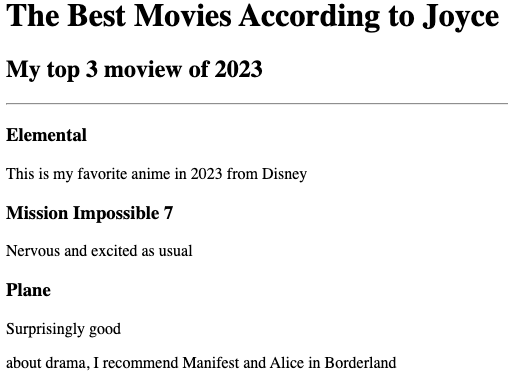 The Best Movies According to Joyce
My top 3 moview of 2023
Elemental
This is my favorite anime in 2023 from Disney
Mission Impossible 7
Nervous and excited as usual
Plane
Surprisingly good
about drama, I recommend Manifest and Alice in Borderland